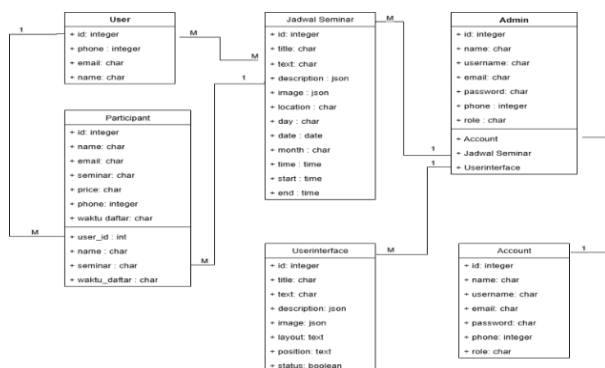 User
+ id: integer
+ phone : integer
+ email: char
+ name: char
1
M
M
1
M
M
Participant
+ id: integer
+ name: char
+ email: char
+ seminar: char
+ price: char
+ phone: integer
+ waktu daftar: char
+ user_id : int
+ name : char
+ seminar : char
+ waktu_daftar : char
Jadwal Seminar
+ id: integer
+ title: char
+ text: char
+ description : json
+ image : json
+ location : char
+ day : char
+ date : date
+ month : char
+ time : time
+ start : time
+ end : time
M
1
1
M
Userinterface
+ id: integer
+ title: char
+ text: char
+ description: json
+ image: json
+ layout: text
+ position: text
+ status: boolean
Admin
+ id: integer
+ name: char
+ username: char
+ email: char
+ password: char
+ phone : integer
+ role : char
+ Account
+ Jadwal Seminar
+ Userinterface
Account
+ id: integer
+ name: char
+ username: char
+ email: char
+ password: char
+ phone: integer
+ role: char
1